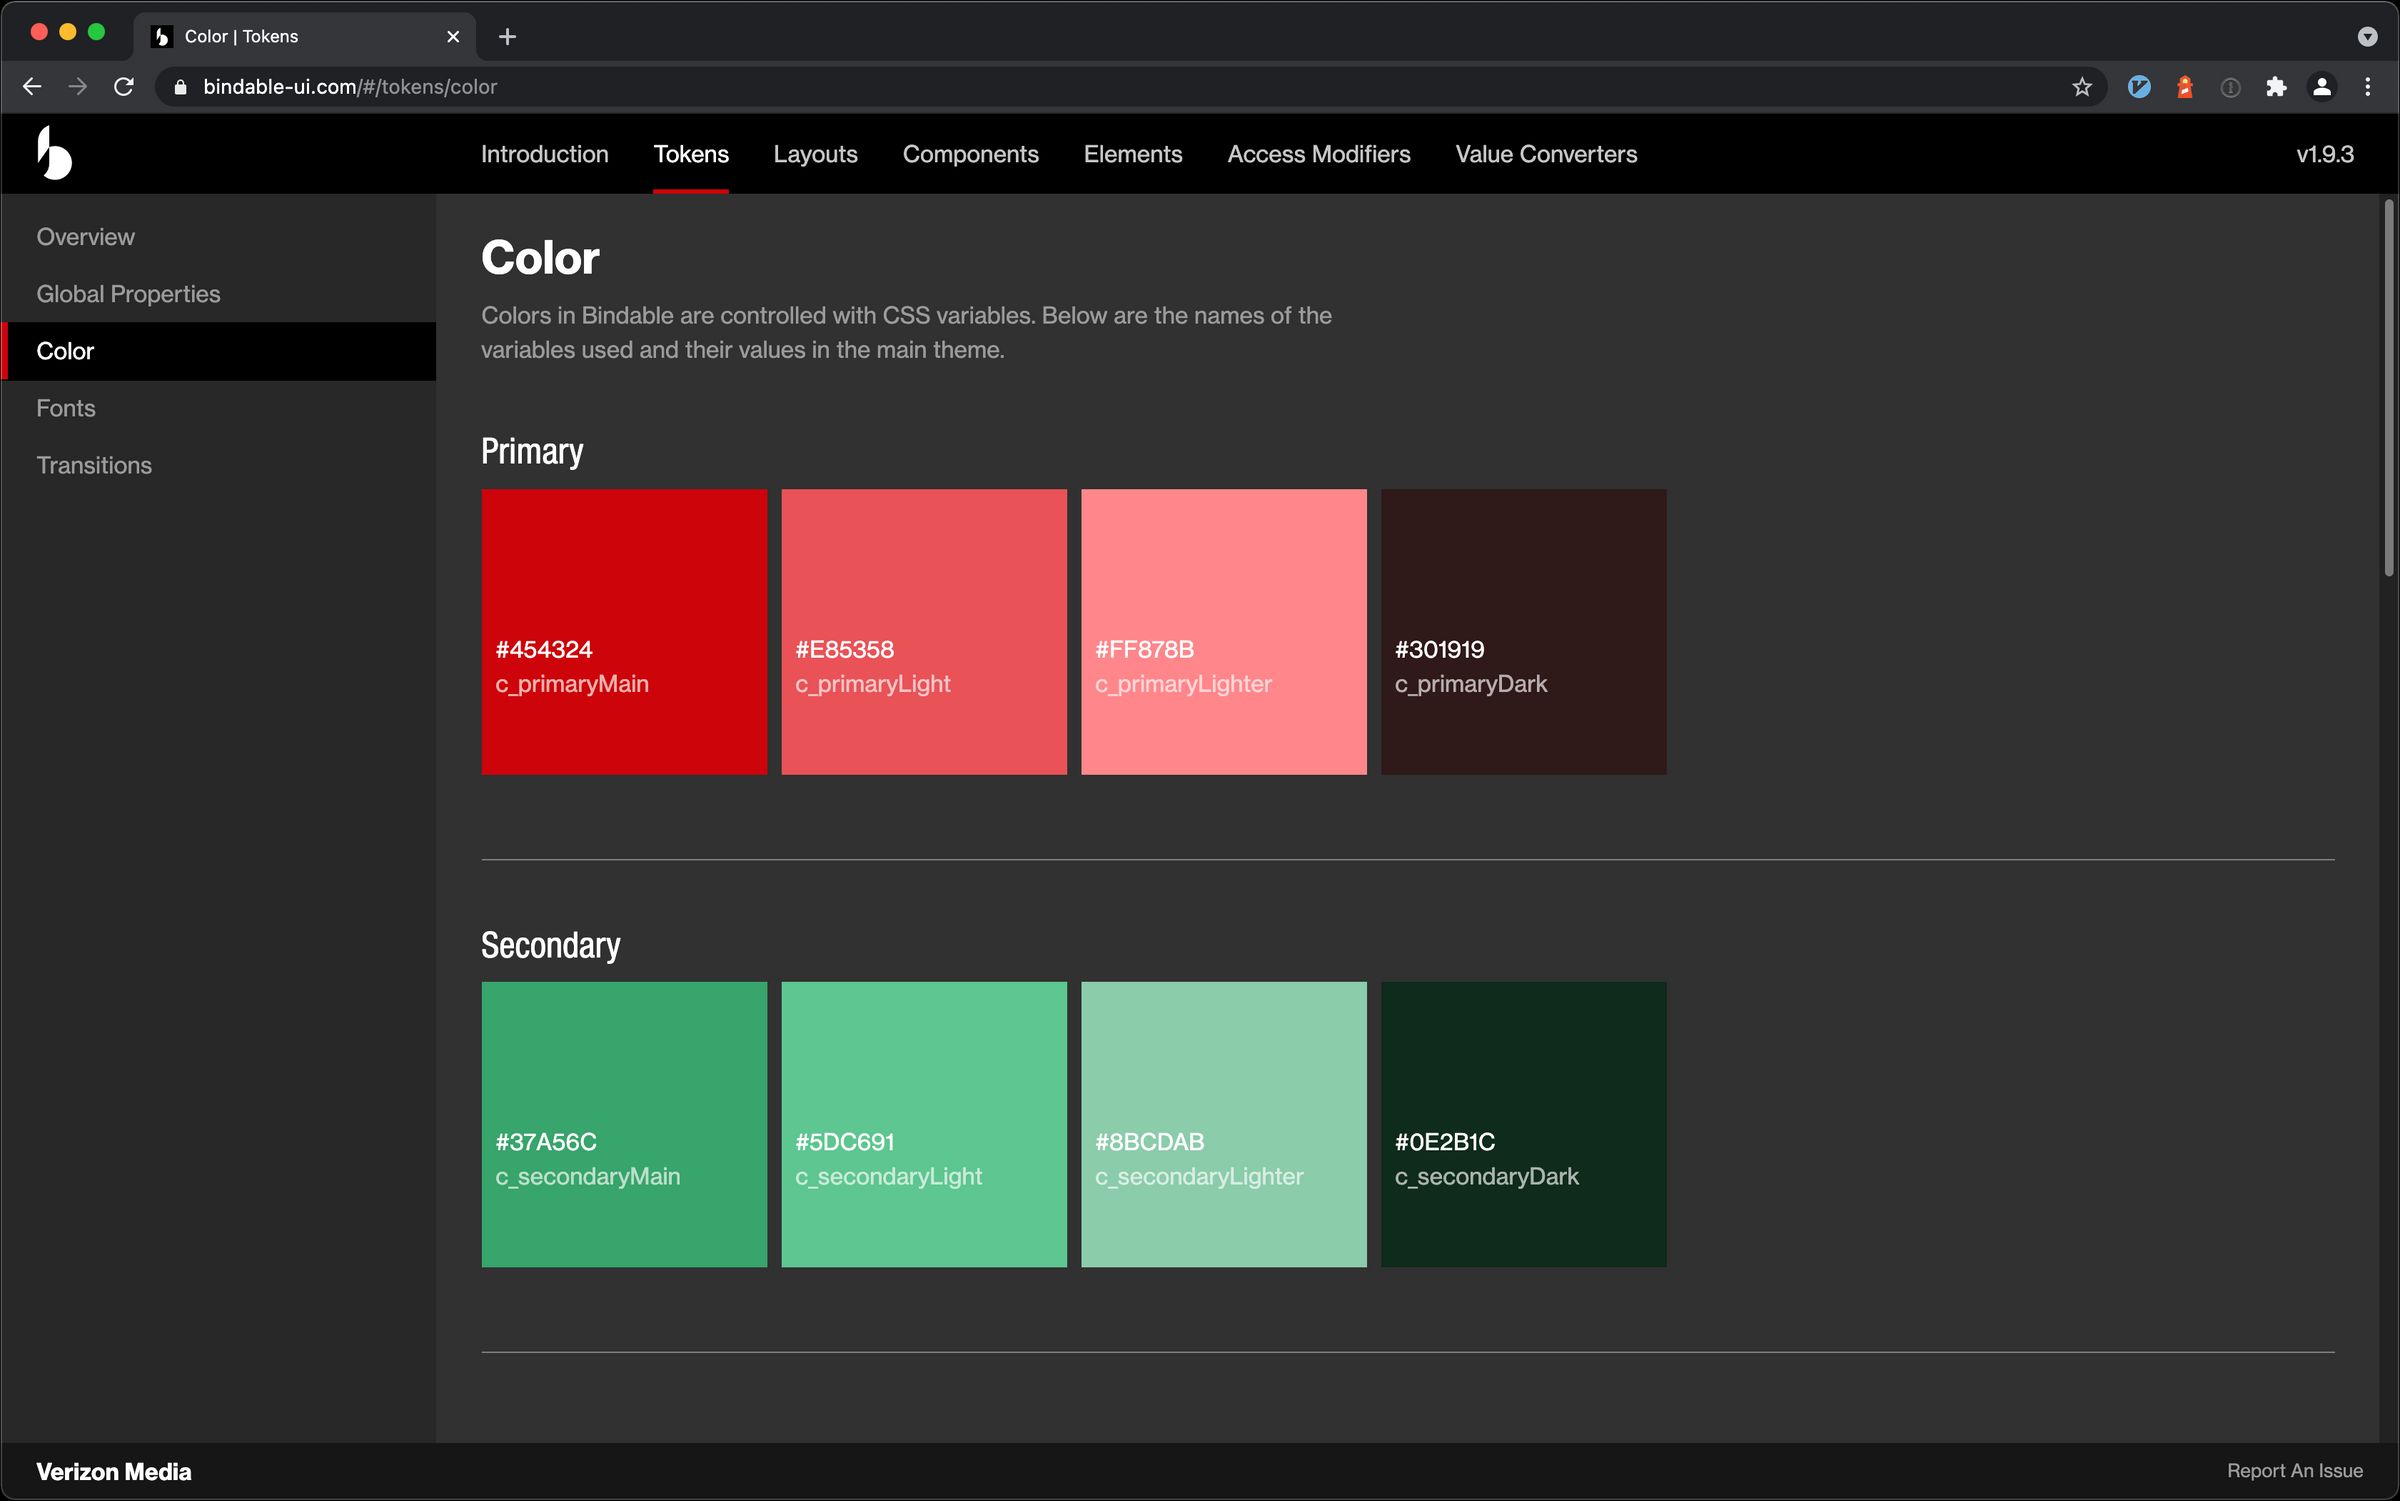 Color | Tokens
bindable-ui.com/#/tokens/color
Introduction Tokens Layouts Components Elements Access Modifiers Value Converters v1.9.3
Overview
Global Properties
Color
Fonts
Transitions
Color
Colors in Bindable are controlled with CSS variables. Below are the names of the
variables used and their values in the main theme.
Primary
#454324 #E85358 #FF878B #301919
c_primaryMain c_primaryLight c_primaryLighter c_primaryDark
Secondary
#37A56C #5DC691 #8BCDAB #0E2B1C
c_secondaryMain c_secondaryLight c_secondaryLighter c_secondaryDark
Verizon Media Report An Issue